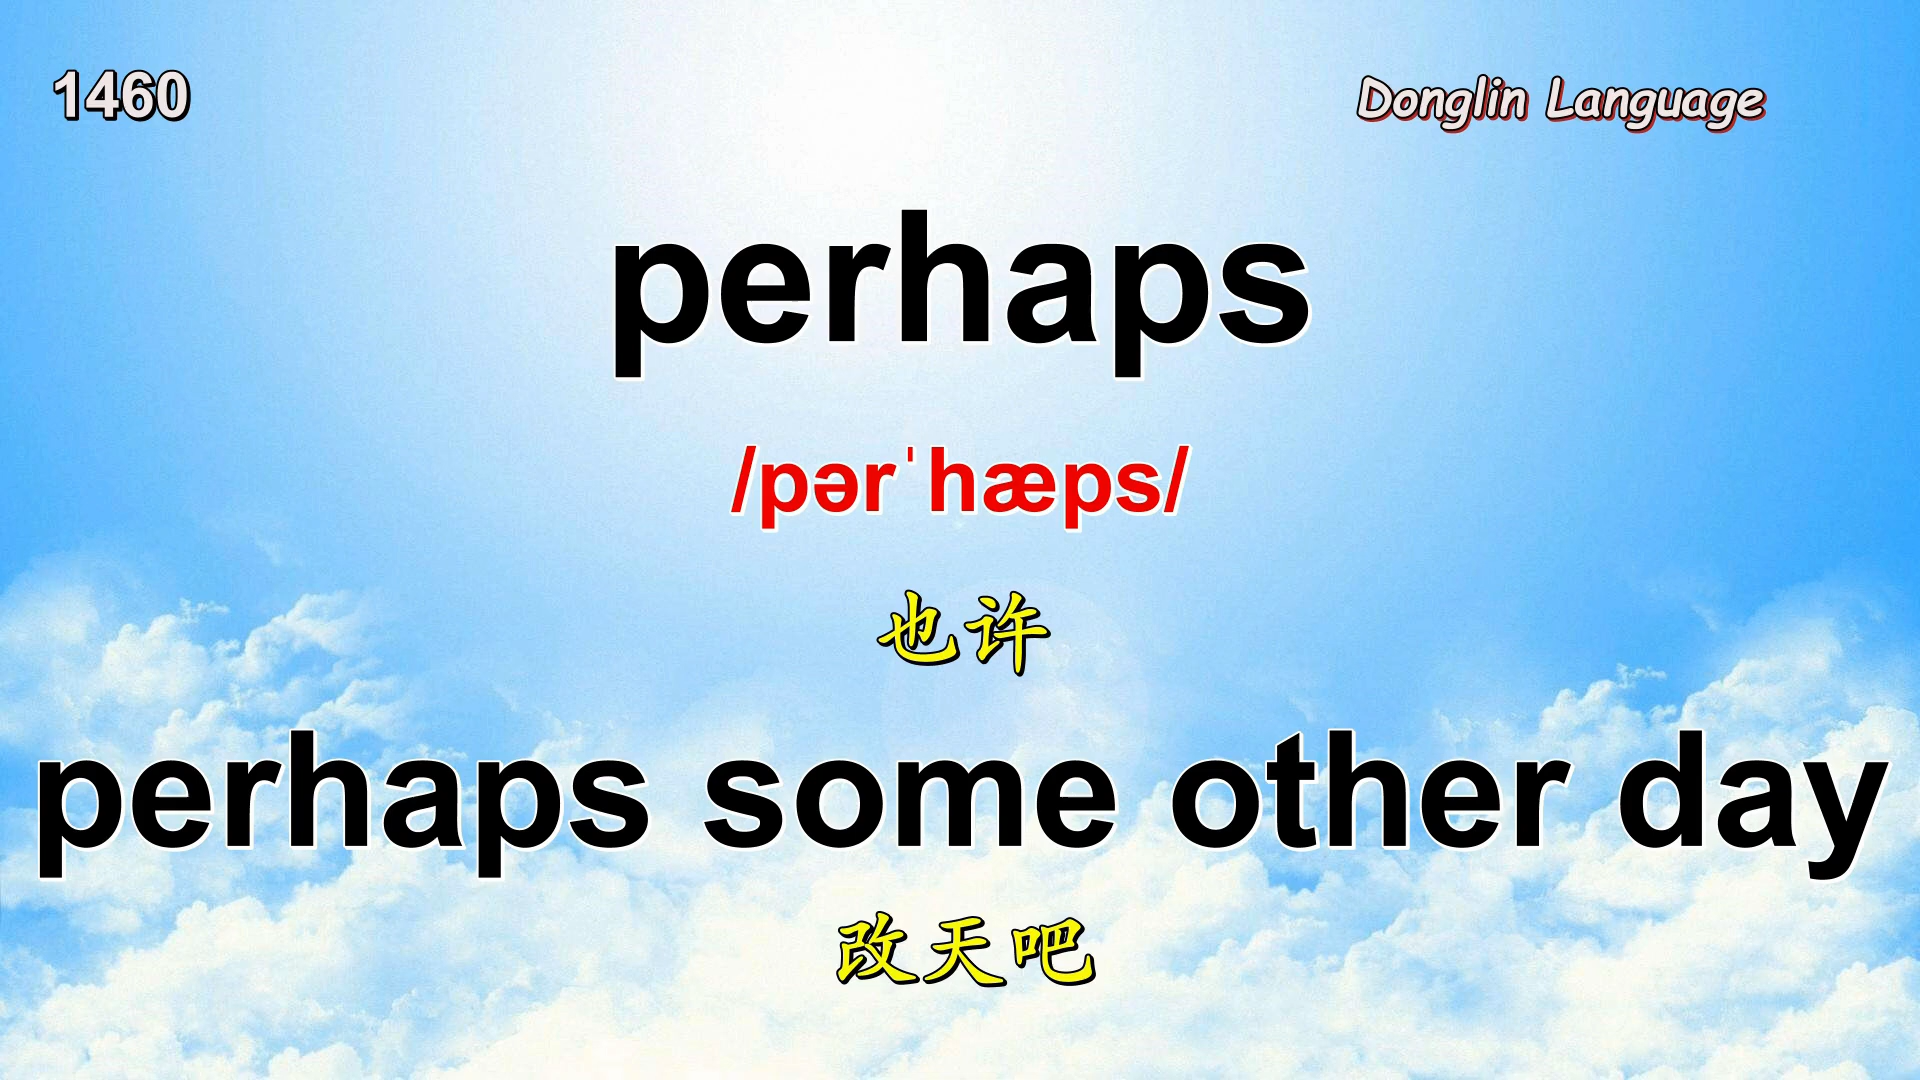 1460
Donglin Language
perhaps
/pərˈhæps/
也许
perhaps some other day
改天吧